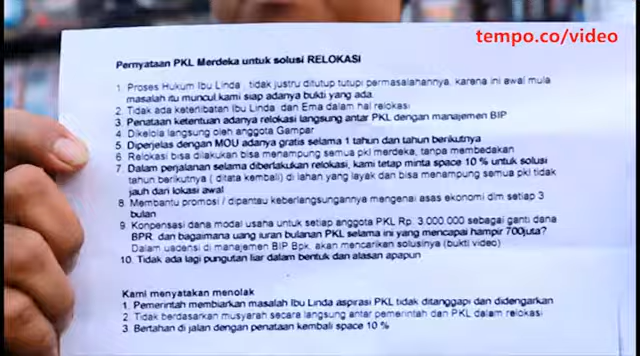 tempo.co/video
Pernyataan PKL Merdeka untuk solusi RELOKASI
1. Proses Hukum Ibu Linda , tidak justru ditutup tutupi permasalahannya, karena ini awal mula
masalah itu muncul,kami siap adanya bukti yang ada.
2. Tidak ada keterlibatan Ibu Linda dan Ema dalam hal relokasi
3. Penataan ketentuan adanya relokasi langsung antar PKL dengan manajemen BIP
4. Dikelola langsung oleh anggota Gampar
5. Diperjelas dengan MOU adanya gratis selama 1 tahun dan tahun berikutnya
6. Relokasi bisa dilakukan bisa menampung semua pkl merdeka, tanpa membedakan
7. Dalam perjalanan selama diberlakukan relokasi, kami tetap minta space 10 % untuk solusi
tahun berikutnya ( ditata kembali) di lahan yang layak dan bisa menampung semua pkl tidak
jauh dari lokasi awal
8. Membantu promosi / dipantau keberlangsungannya mengenai asas ekonomi dlm setiap 3
bulan
9. Konpensasi dana modal usaha untuk setiap anggota PKL Rp. 3.000.000 sebagai ganti dana
BPR, dan bagaimana uang iuran bulanan PKL selama ini yang mencapai hampir 700juta?
Dalam uadensi di manajemen BIP Bpk. akan mencarikan solusinya (bukti video)
10. Tidak ada lagi pungutan liar dalam bentuk dan alasan apapun
Kami menyatakan menolak
1. Pemerintah membiarkan masalah Ibu Linda aspirasi PKL tidak ditanggapi dan didengarkan
2. Tidak berdasarkan musyarah secara langsung antar pemerintah dan PKL dalam relokasi
3. Bertahan di jalan dengan penataan kembali space 10 %